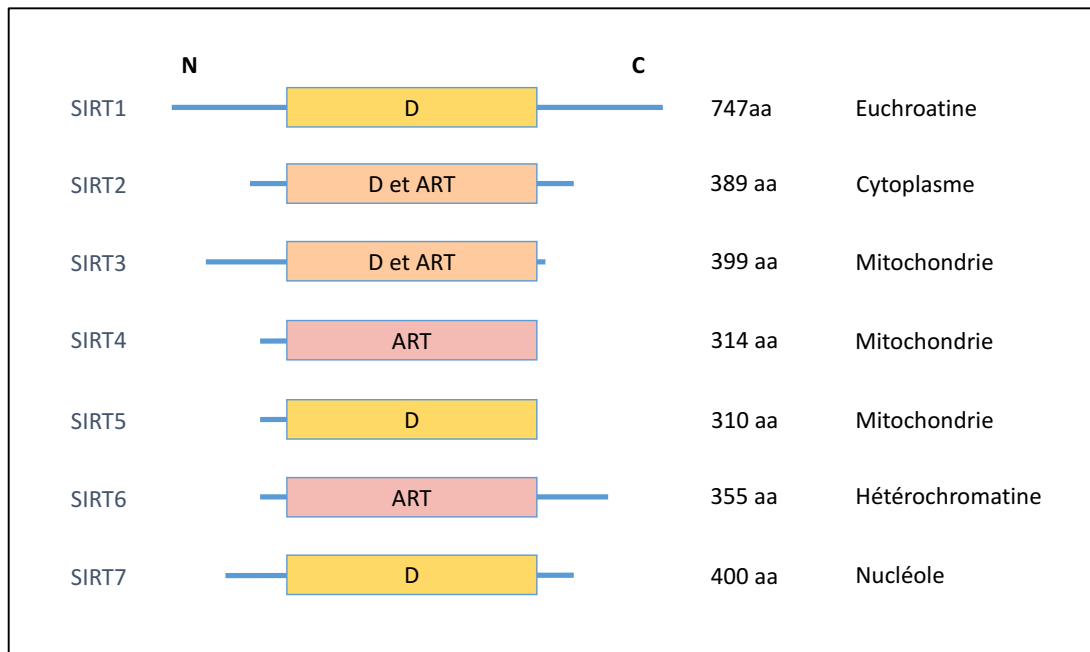 N C
SIRT1 D 747aa Euchroatine
SIRT2 D et ART 389 aa Cytoplasme
SIRT3 D et ART 399 aa Mitochondrie
SIRT4 ART 314 aa Mitochondrie
SIRT5 D 310 aa Mitochondrie
SIRT6 ART 355 aa Hétérochromatine
SIRT7 D 400 aa Nucléole